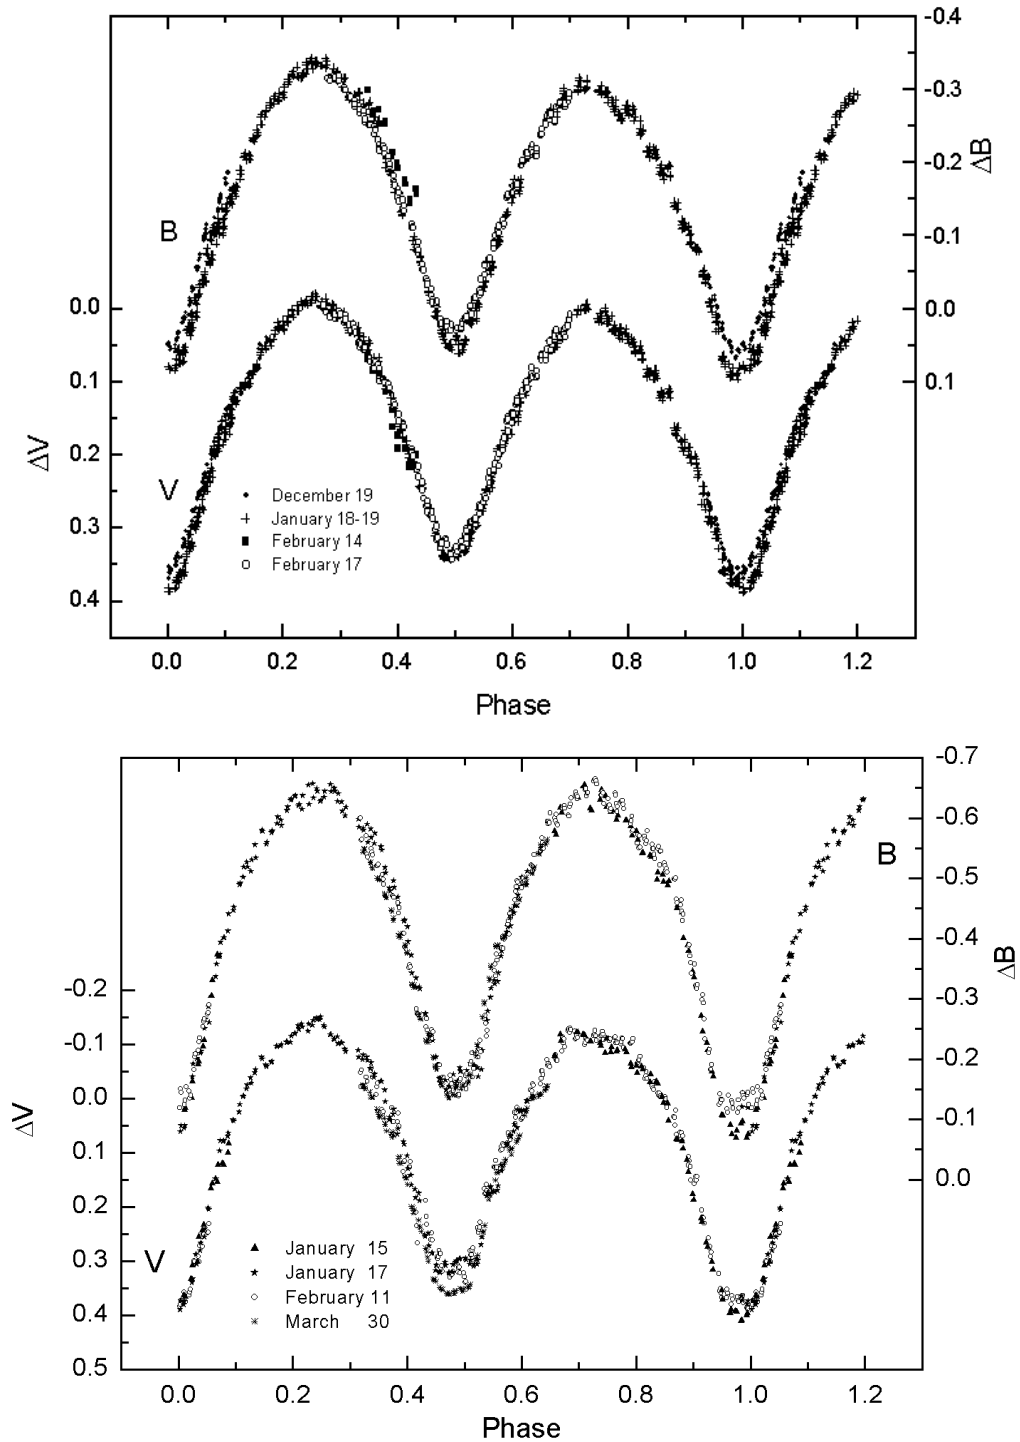 -0.4
-0.3
-0.2
ΔB
B
-0.1
0.0
0.0
0.1
0.1
ΔV
0.2
V
December 19
January 18-19
0.3
February 14
February 17
0.4
0.0 0.2 0.4 0.6 0.8 1.0 1.2
Phase
-0.7
-0.6
B
-0.5
-0.4
ΔB
-0.2
-0.3
-0.1
-0.2
0.0
ΔV
-0.1
0.1
0.0
0.2
January 15
V
0.3
January 17
February 11
0.4
March 30
0.5
0.0 0.2 0.4 0.6 0.8 1.0 1.2
Phase